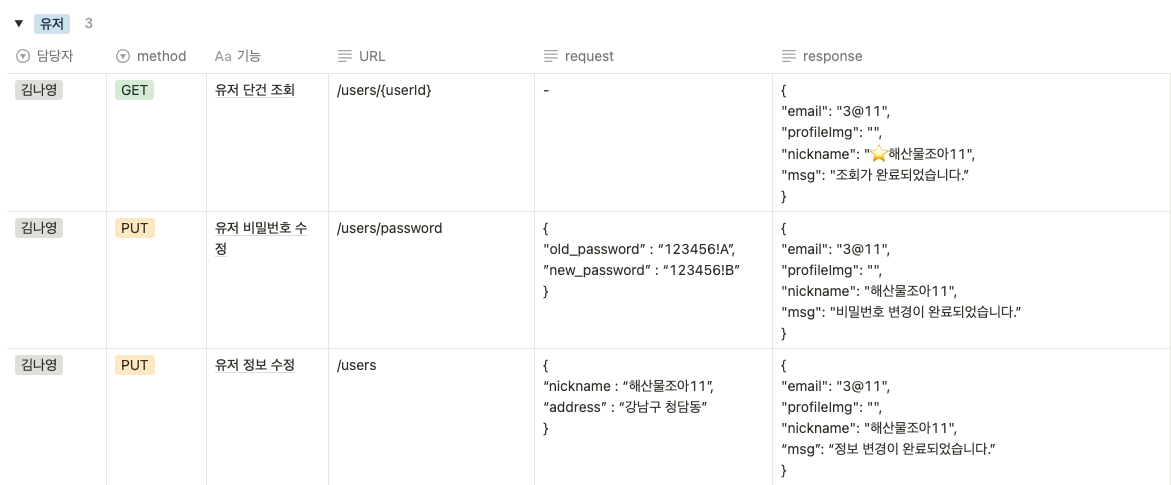 유저 3
담당자 method Aa 기능 URL request response
김나영 GET 유저 단건 조회 /users/{userId} - {
"email": "3@11",
"profileImg": "",
"nickname": "⭐해산물조아11",
"msg": "조회가 완료되었습니다.”
}
김나영 PUT 유저 비밀번호 수 /users/password { {
정 "old_password” : “123456!A”, "email": "3@11",
”new_password” : “123456!B” "profileImg": "",
} "nickname": "해산물조아11",
"msg": "비밀번호 변경이 완료되었습니다.”
}
김나영 PUT 유저 정보 수정 /users { {
“nickname : “해산물조아11”, "email": "3@11",
“address” : “강남구 청담동” "profileImg": "",
} "nickname": "해산물조아11",
“msg”: “정보 변경이 완료되었습니다.”
}